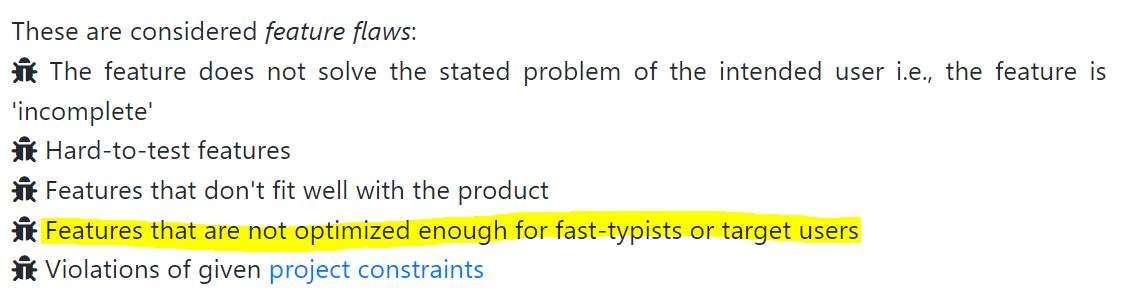 These are considered feature flaws:
The feature does not solve the stated problem of the intended user i.e., the feature is
'incomplete'
Hard-to-test features
Features that don't fit well with the product
Features that are not optimized enough for fast-typists or target users
Violations of given project constraints